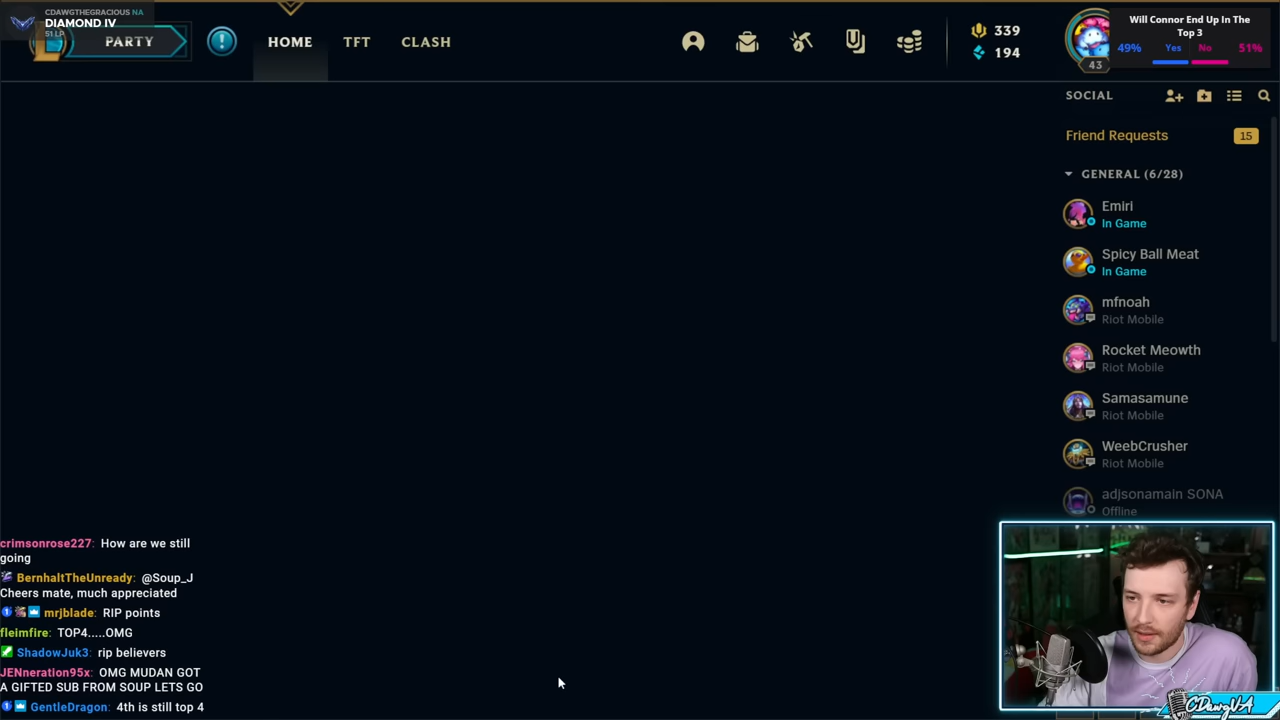 CDAWGTHEGRACIOUS NA
DIAMOND IV
51 LP
PARTY
HOME
TFT
CLASH
339
194
43
Will Connor End Up In The
Top 3
49% Yes No 51%
SOCIAL
Friend Requests
15
GENERAL (6/28)
Emiri
In Game
Spicy Ball Meat
In Game
mfnoah
Riot Mobile
Rocket Meowth
Riot Mobile
Samasamune
Riot Mobile
WeebCrusher
Riot Mobile
adjsonamain SONA
Offline
crimsonrose227: How are we still
going
BernhaltTheUnready: @Soup_J
Cheers mate, much appreciated
mrjblade: RIP points
fleimfire: TOP4.....OMG
ShadowJuk3: rip believers
JENneration95x: OMG MUDAN GOT
A GIFTED SUB FROM SOUP LETS GO
GentleDragon: 4th is still top 4
CDawgVA